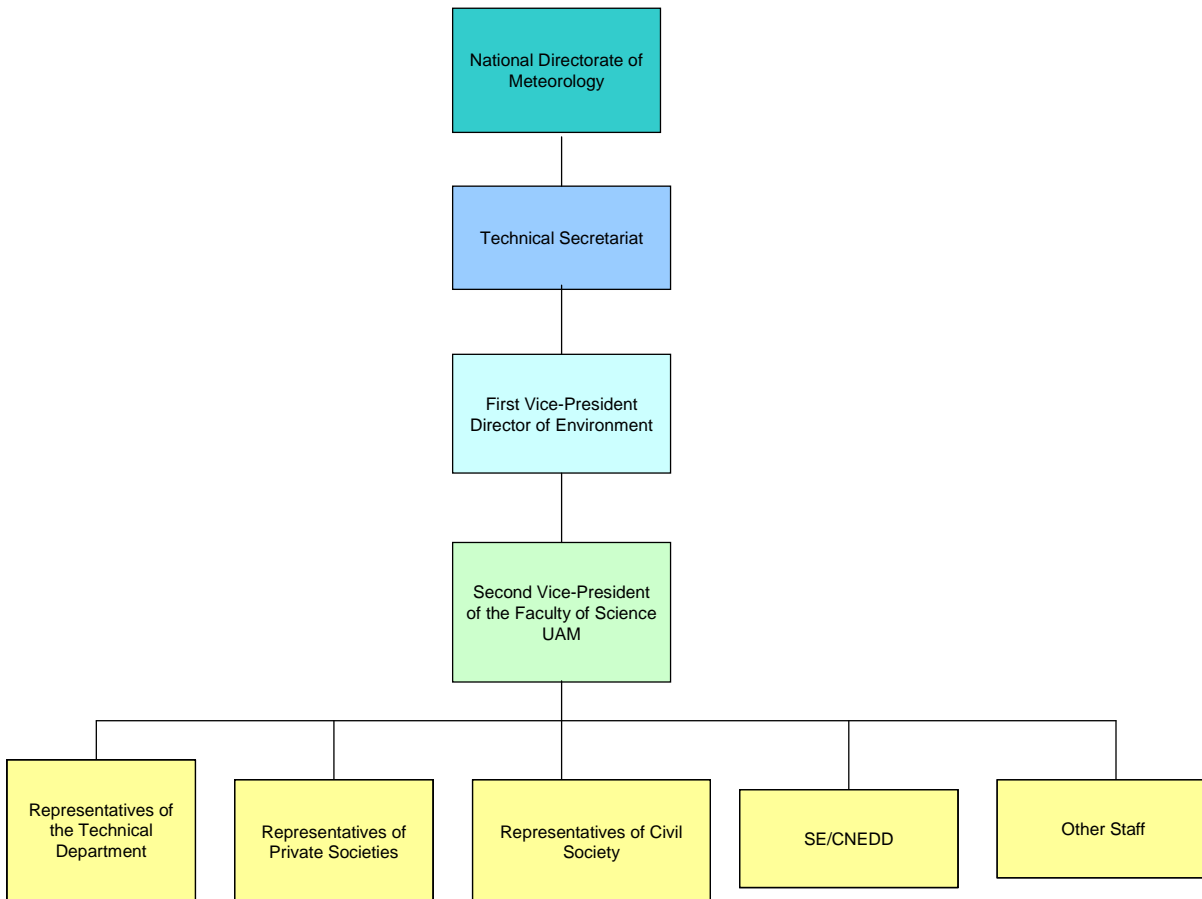 National Directorate of
Meteorology
Technical Secretariat
First Vice-President
Director of Environment
Second Vice-President
of the Faculty of Science
UAM
Representatives of
the Technical
Department
Representatives of
Private Societies
Representatives of Civil
Society
SE/CNEDD
Other Staff